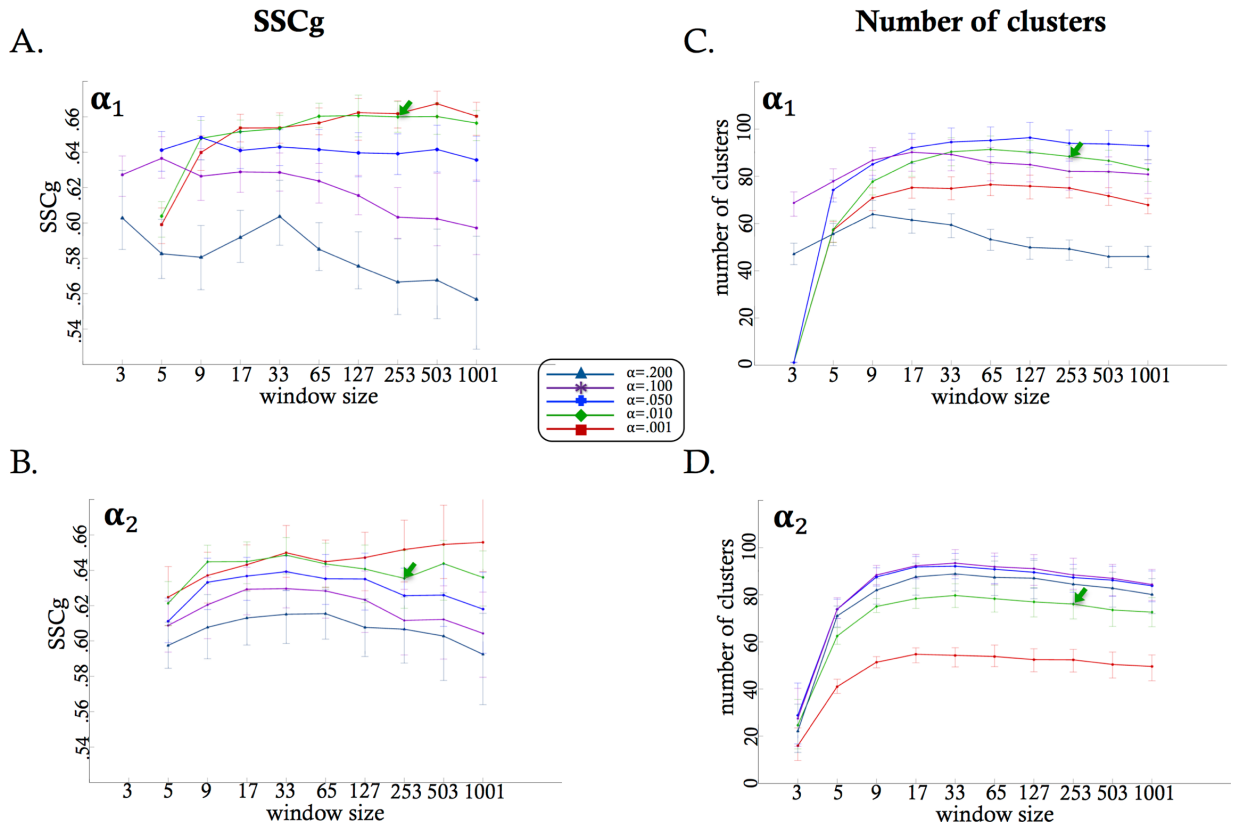 SSCg
Number of clusters
A.
α1
SSCg
.66
.64
.62
.60
.58
.56
.54
3 5 9 17 33 65 127 253 503 1001
window size
C.
α1
number of clusters
100
80
60
40
20
0
3 5 9 17 33 65 127 253 503 1001
window size
α=.200
α=.100
α=.050
α=.010
α=.001
B.
α2
SSCg
.66
.64
.62
.60
.58
.56
.54
3 5 9 17 33 65 127 253 503 1001
window size
D.
α2
number of clusters
100
80
60
40
20
0
3 5 9 17 33 65 127 253 503 1001
window size